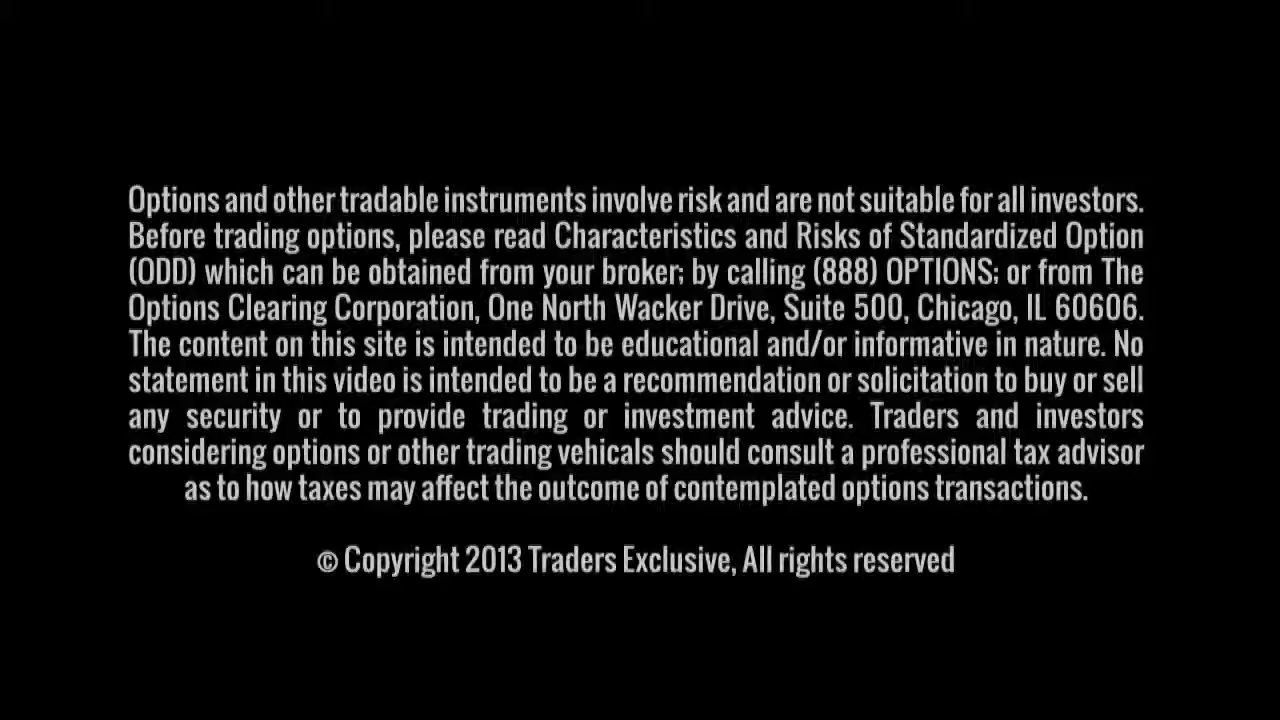 Options and other tradable instruments involve risk and are not suitable for all investors.
Before trading options, please read Characteristics and Risks of Standardized Option
(ODD) which can be obtained from your broker; by calling (888) OPTIONS; or from The
Options Clearing Corporation, One North Wacker Drive, Suite 500, Chicago, IL 60606.
The content on this site is intended to be educational and/or informative in nature. No
statement in this video is intended to be a recommendation or solicitation to buy or sell
any security or to provide trading or investment advice. Traders and investors
considering options or other trading vehicals should consult a professional tax advisor
as to how taxes may affect the outcome of contemplated options transactions.
© Copyright 2013 Traders Exclusive, All rights reserved